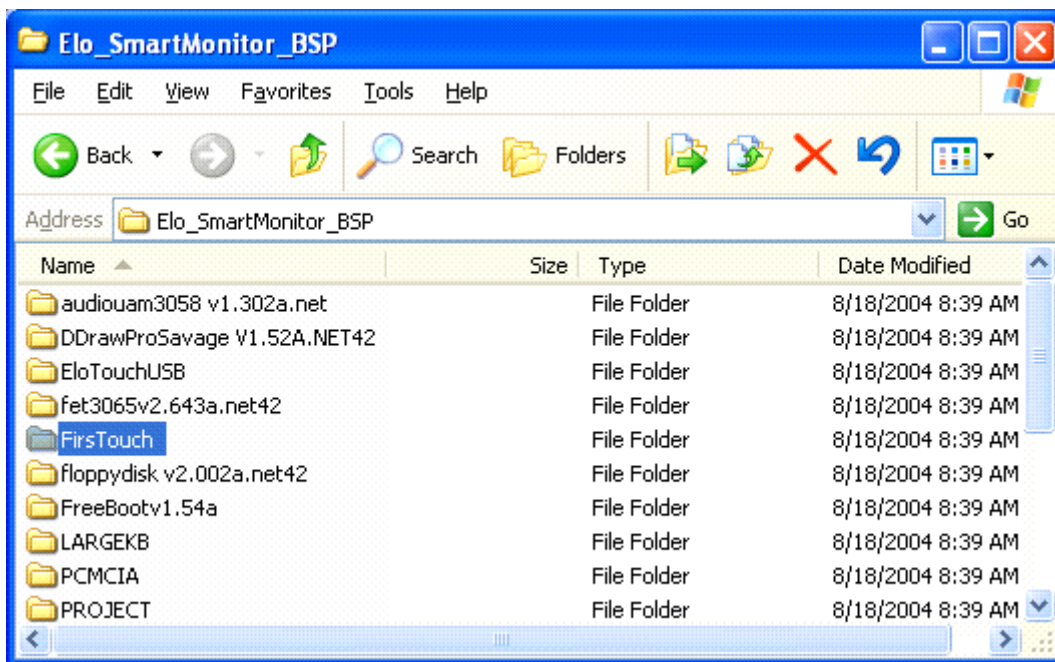 Elo_SmartMonitor_BSP
File Edit View Favorites Tools Help
Back Search Folders
Address Elo_SmartMonitor_BSP Go
Name Size Type Date Modified
audiouam3058 v1.302a.net File Folder 8/18/2004 8:39 AM
DDrawProSavage V1.52A.NET42 File Folder 8/18/2004 8:39 AM
EloTouchUSB File Folder 8/18/2004 8:39 AM
fet3065v2.643a.net42 File Folder 8/18/2004 8:39 AM
FirsTouch File Folder 8/18/2004 8:39 AM
floppydisk v2.002a.net42 File Folder 8/18/2004 8:39 AM
FreeBootv1.54a File Folder 8/18/2004 8:39 AM
LARGEKB File Folder 8/18/2004 8:39 AM
PCMCIA File Folder 8/18/2004 8:39 AM
PROJECT File Folder 8/18/2004 8:39 AM